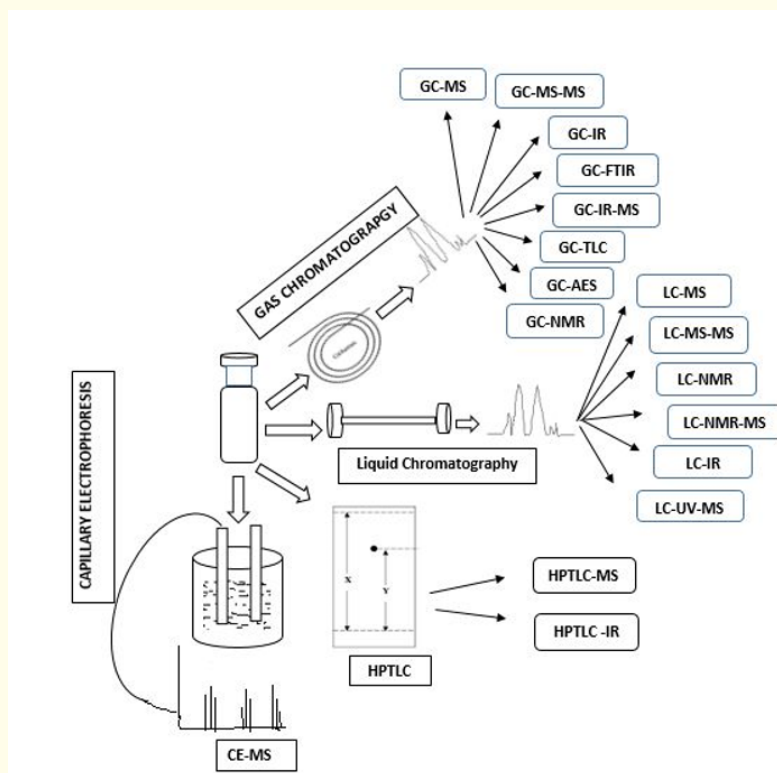 GC-MS
GC-MS-MS
GC-IR
GC-FTIR
GC-IR-MS
GC-TLC
GC-AES
GC-NMR
GAS CHROMATOGRAPGY
LC-MS
LC-MS-MS
LC-NMR
LC-NMR-MS
LC-IR
LC-UV-MS
Liquid Chromatography
CAPILLARY ELECTROPHORESIS
X
Y
HPTLC-MS
HPTLC -IR
HPTLC
CE-MS